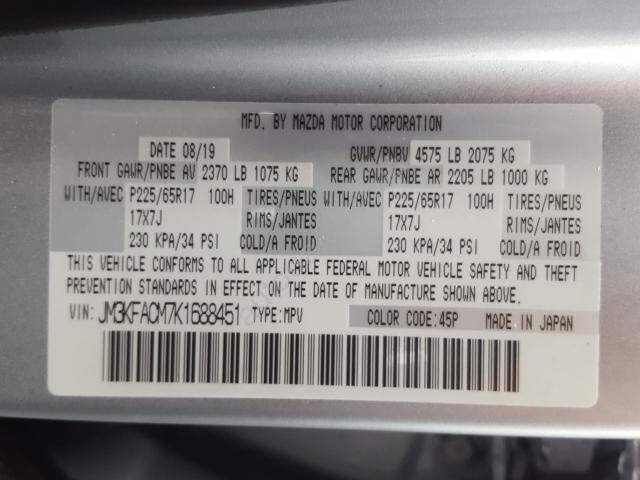 MFD. BY MAZDA MOTOR CORPORATION
DATE 08/19 GVWR/PNBV 4575 LB 2075 KG
FRONT GAWR/PNBE AV 2370 LB 1075 KG REAR GAWR/PNBE AR 2205 LB 1000 KG
WITH/AVEC P225/65R17 100H TIRES/PNEUS WITH/AVEC P225/65R17 100H TIRES/PNEUS
17X7J RIMS/JANTES 17X7J RIMS/JANTES
230 KPA/34 PSI COLD/A FROID 230 KPA/34 PSI COLD/A FROID
THIS VEHICLE CONFORMS TO ALL APPLICABLE FEDERAL MOTOR VEHICLE SAFETY AND THEFT
PREVENTION STANDARDS IN EFFECT ON THE DATE OF MANUFACTURE SHOWN ABOVE.
VIN: JM3KFACM7K1688451 TYPE:MPV COLOR CODE:45P MADE IN JAPAN